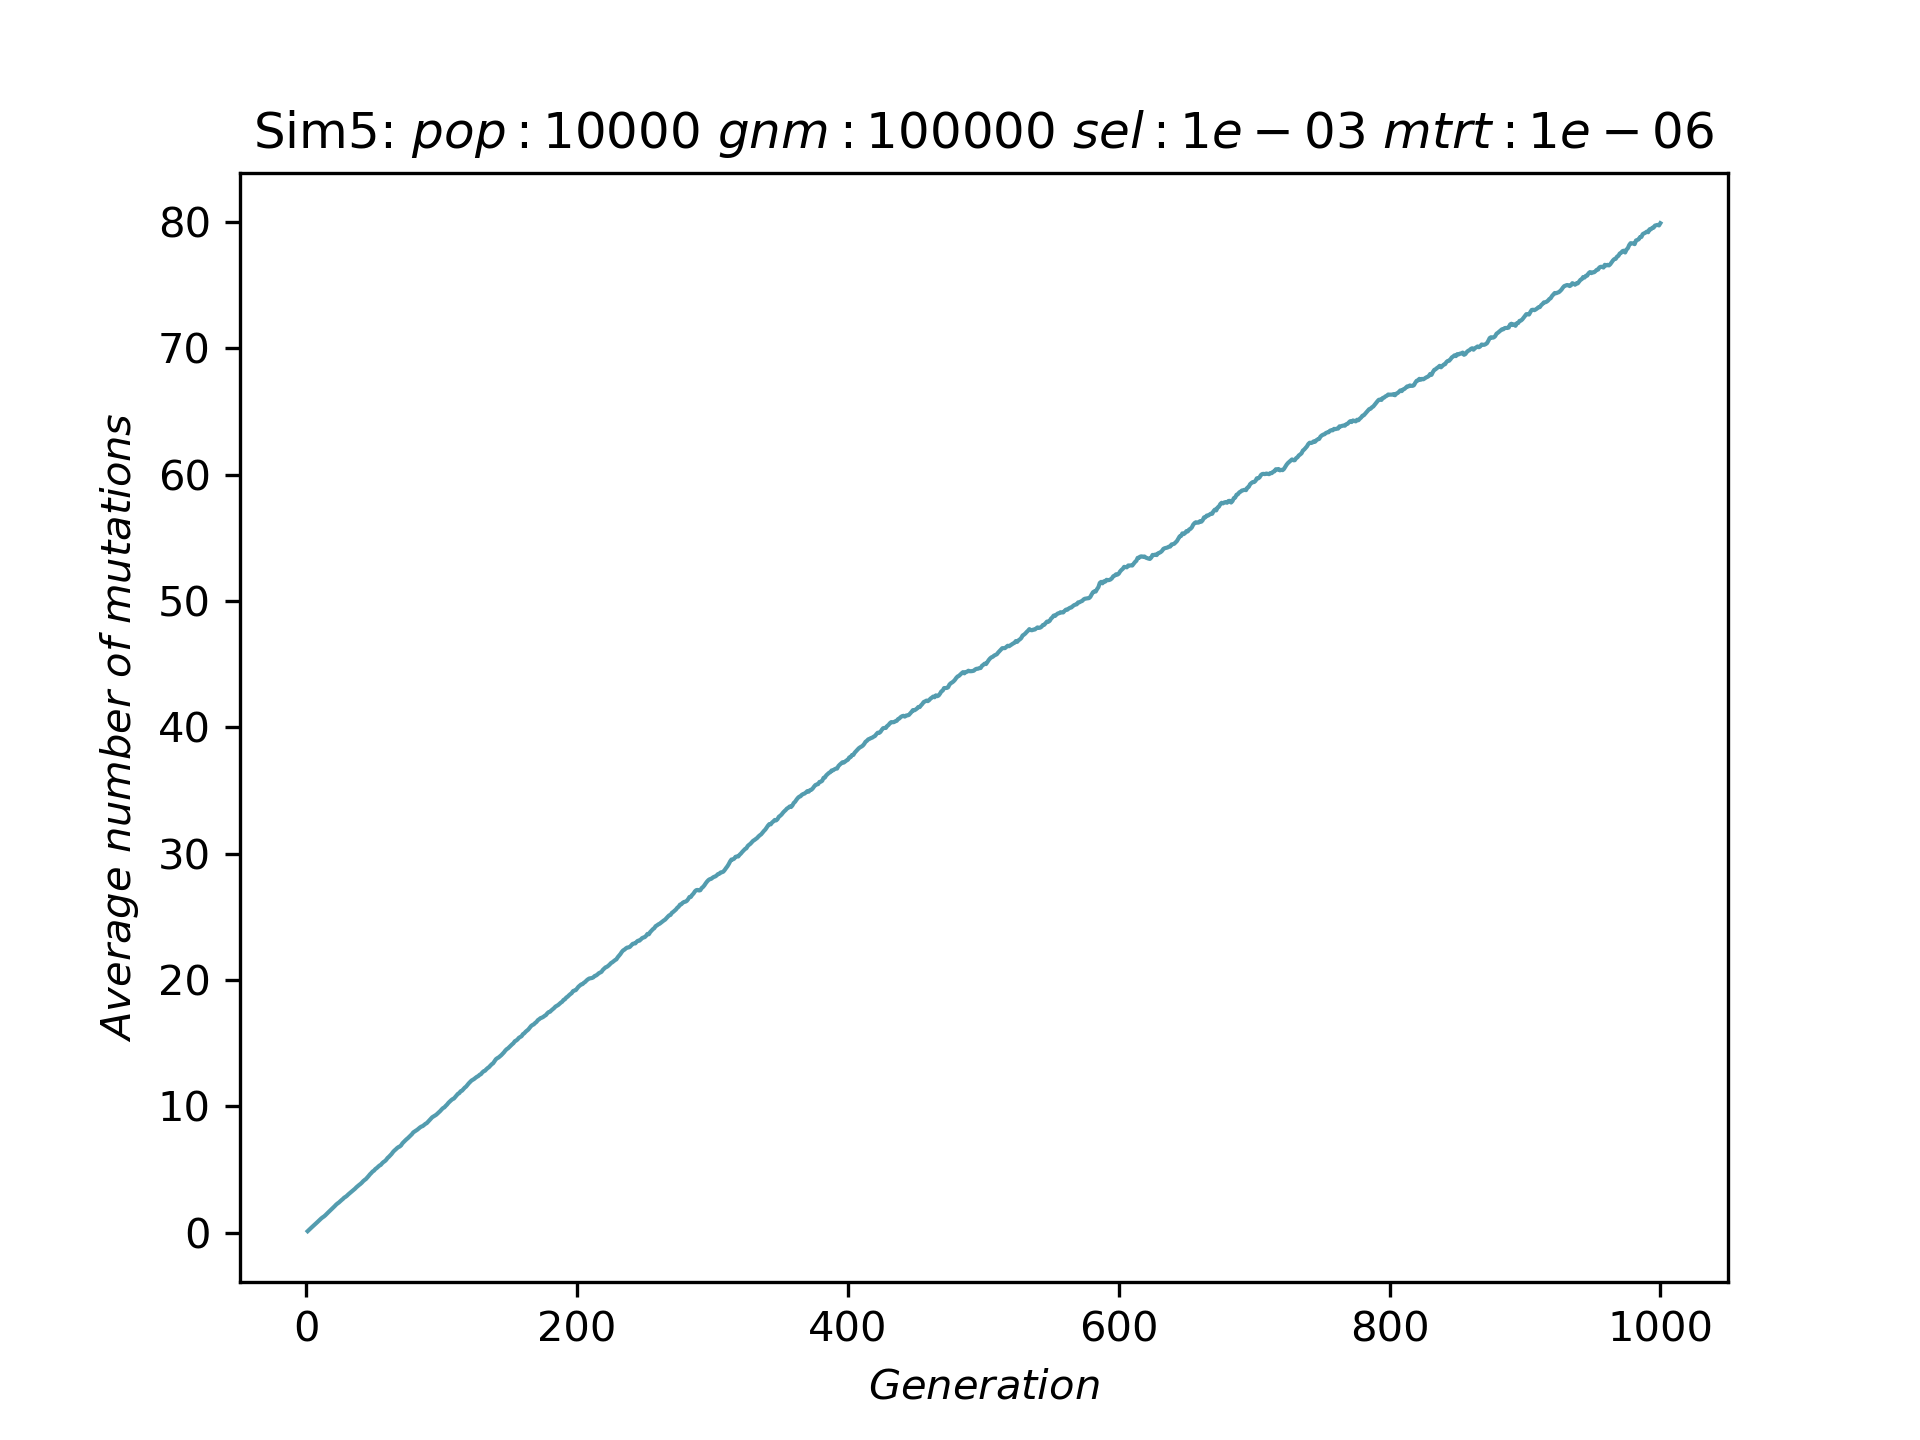 Sim5: pop : 10000 gnm : 100000 sel : 1e − 03 mtrt : 1e − 06
Average number of mutations
80
70
60
50
40
30
20
10
0
0 200 400 600 800 1000
Generation